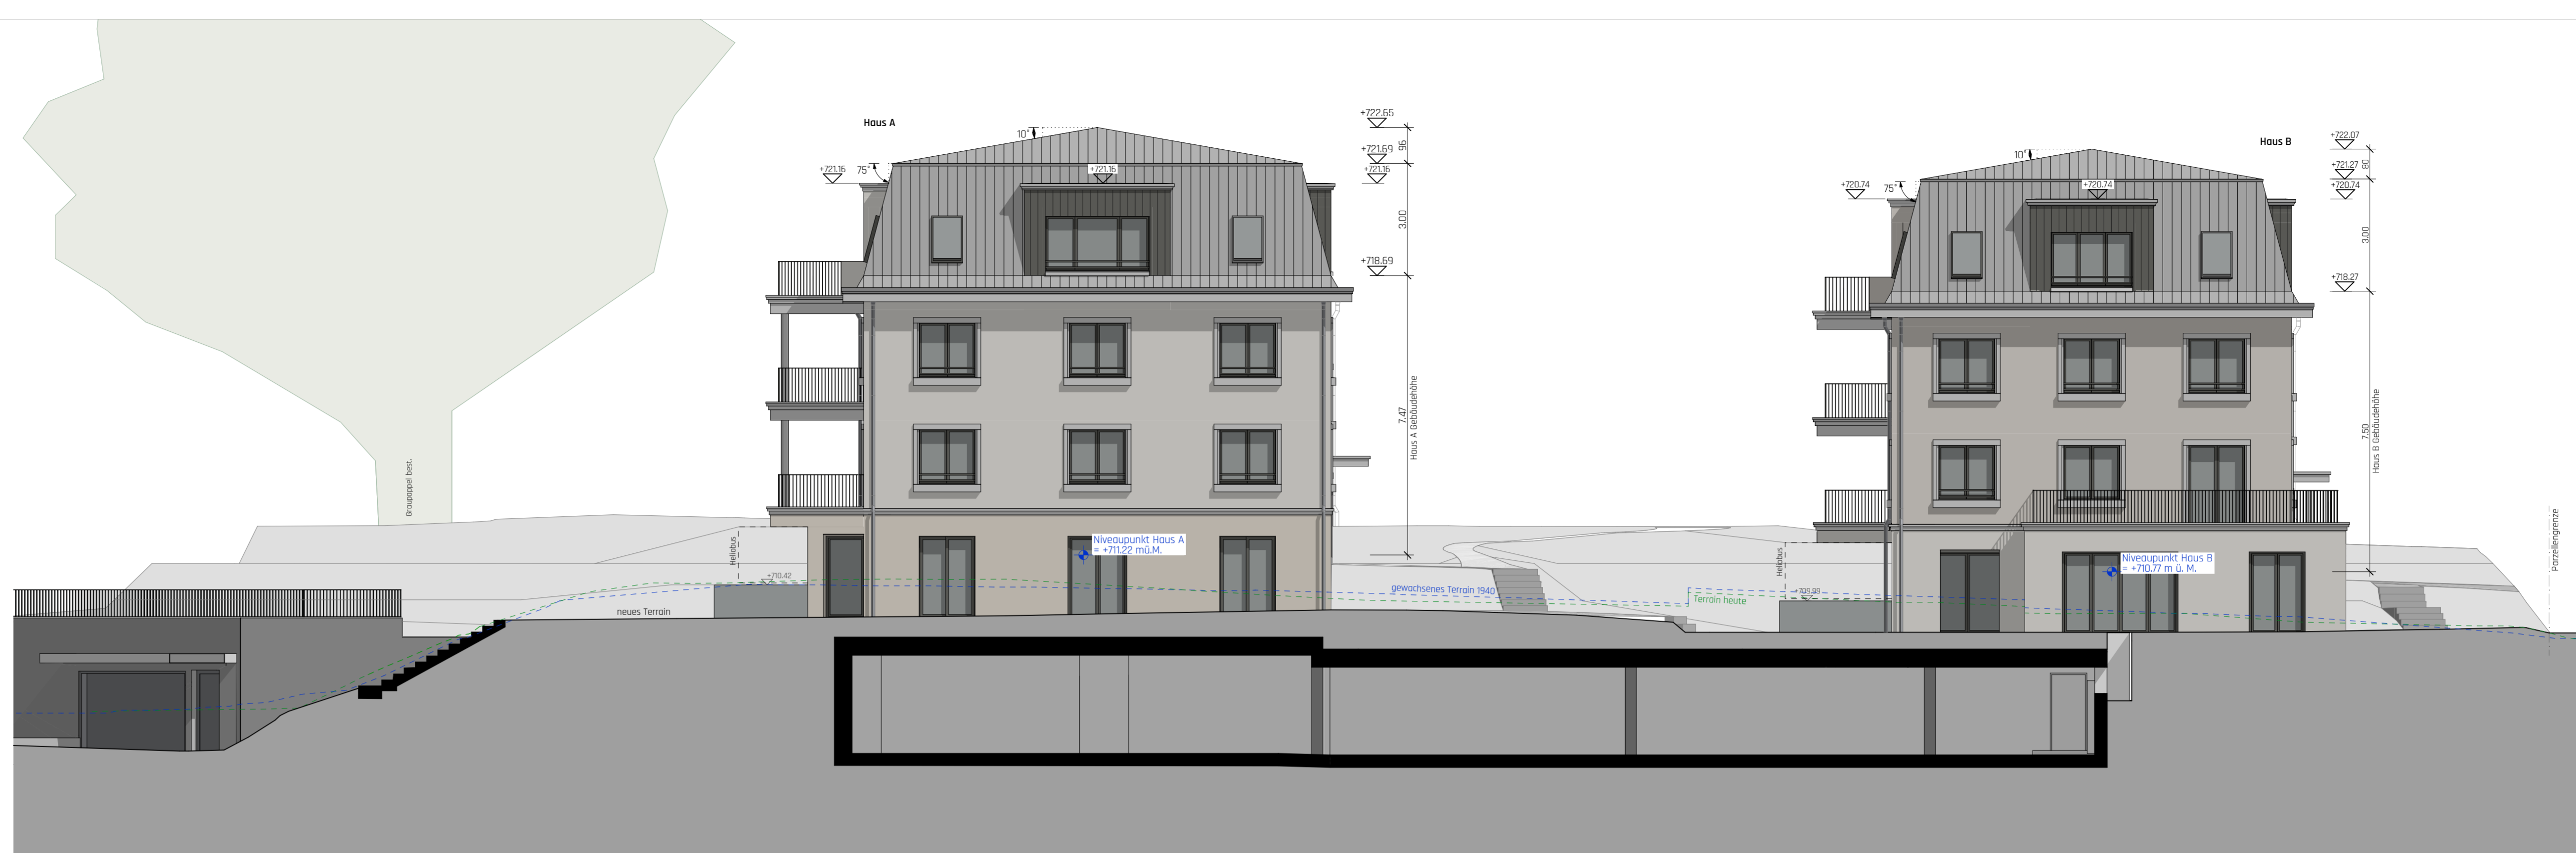 Graupappel best.
neues Terrain
Haus A
10°
75°
+721.16
+721.16
+722.65
+721.69
+721.16
+718.69
96
3.00
7.47
Haus A Gebäudehöhe
Heliobus
+710.42
Niveaupunkt Haus A
= +711.22 mü.M.
gewachsenes Terrain 1940
Terrain heute
Haus B
10°
75°
+720.74
+720.74
+722.07
+721.27
+720.74
+718.27
80
3.00
7.50
Haus B Gebäudehöhe
Heliobus
+709.99
Niveaupunkt Haus B
= +710.77 m ü. M.
Parzellengrenze